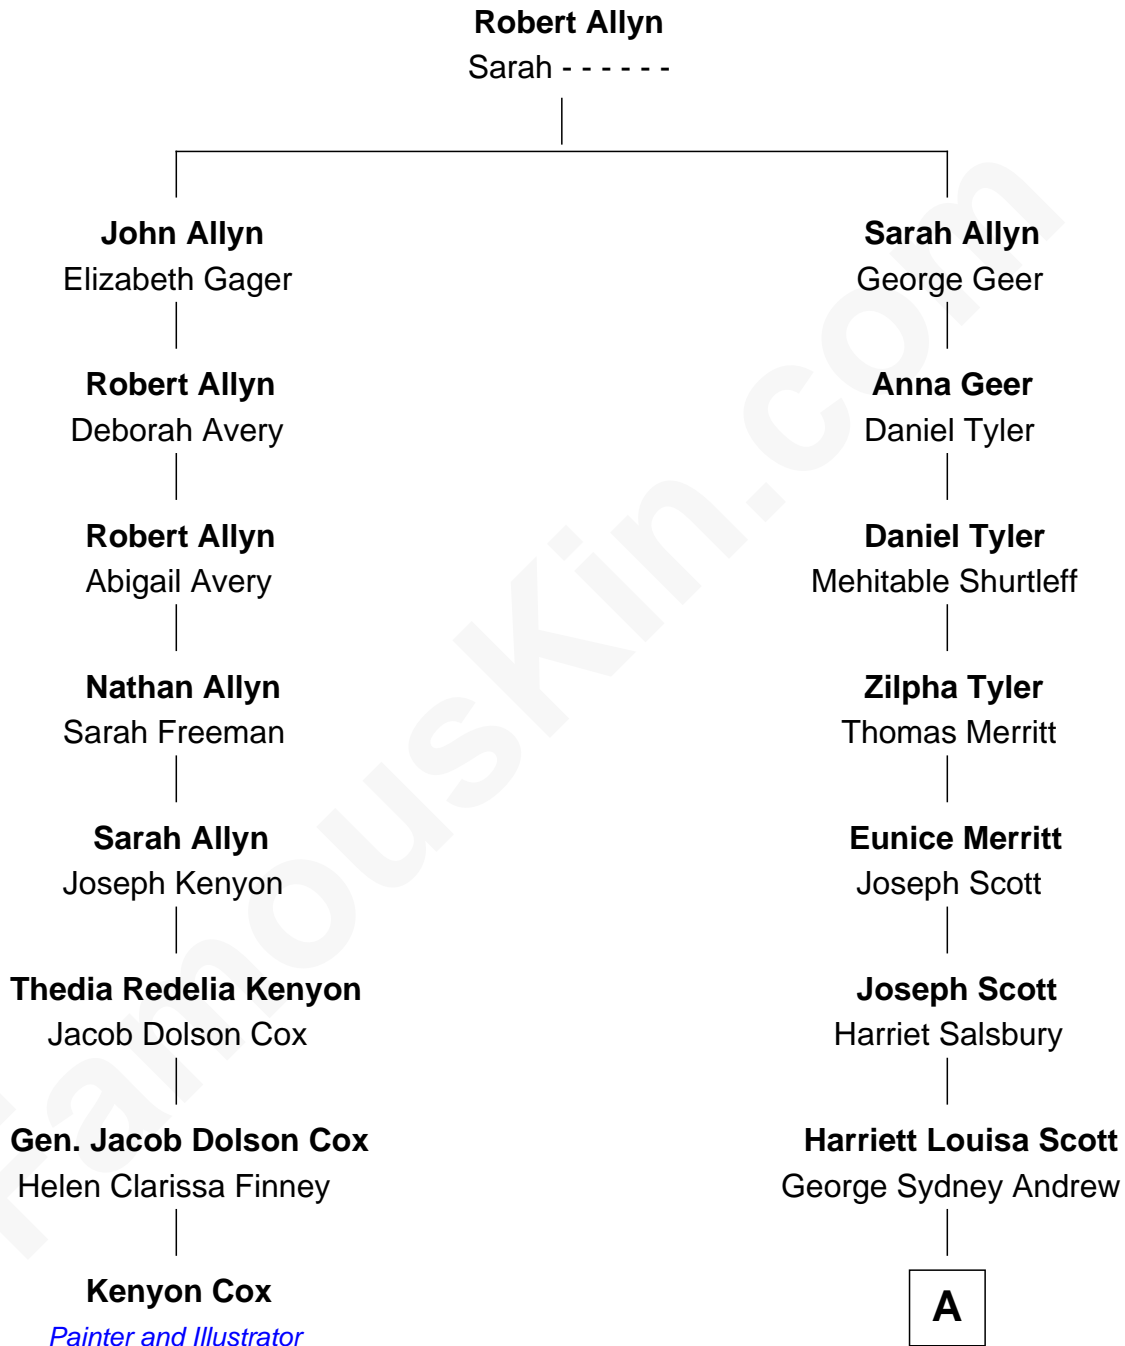 Robert Allyn
Sarah - - - - - -
John Allyn
Elizabeth Gager
Sarah Allyn
George Geer
Robert Allyn
Deborah Avery
Anna Geer
Daniel Tyler
Robert Allyn
Abigail Avery
Daniel Tyler
Mehitable Shurtleff
Nathan Allyn
Sarah Freeman
Zilpha Tyler
Thomas Merritt
Sarah Allyn
Joseph Kenyon
Eunice Merritt
Joseph Scott
Thedia Redelia Kenyon
Jacob Dolson Cox
Joseph Scott
Harriet Salsbury
Gen. Jacob Dolson Cox
Helen Clarissa Finney
Harriett Louisa Scott
George Sydney Andrew
Kenyon Cox
Painter and Illustrator
A
FamousKin.com